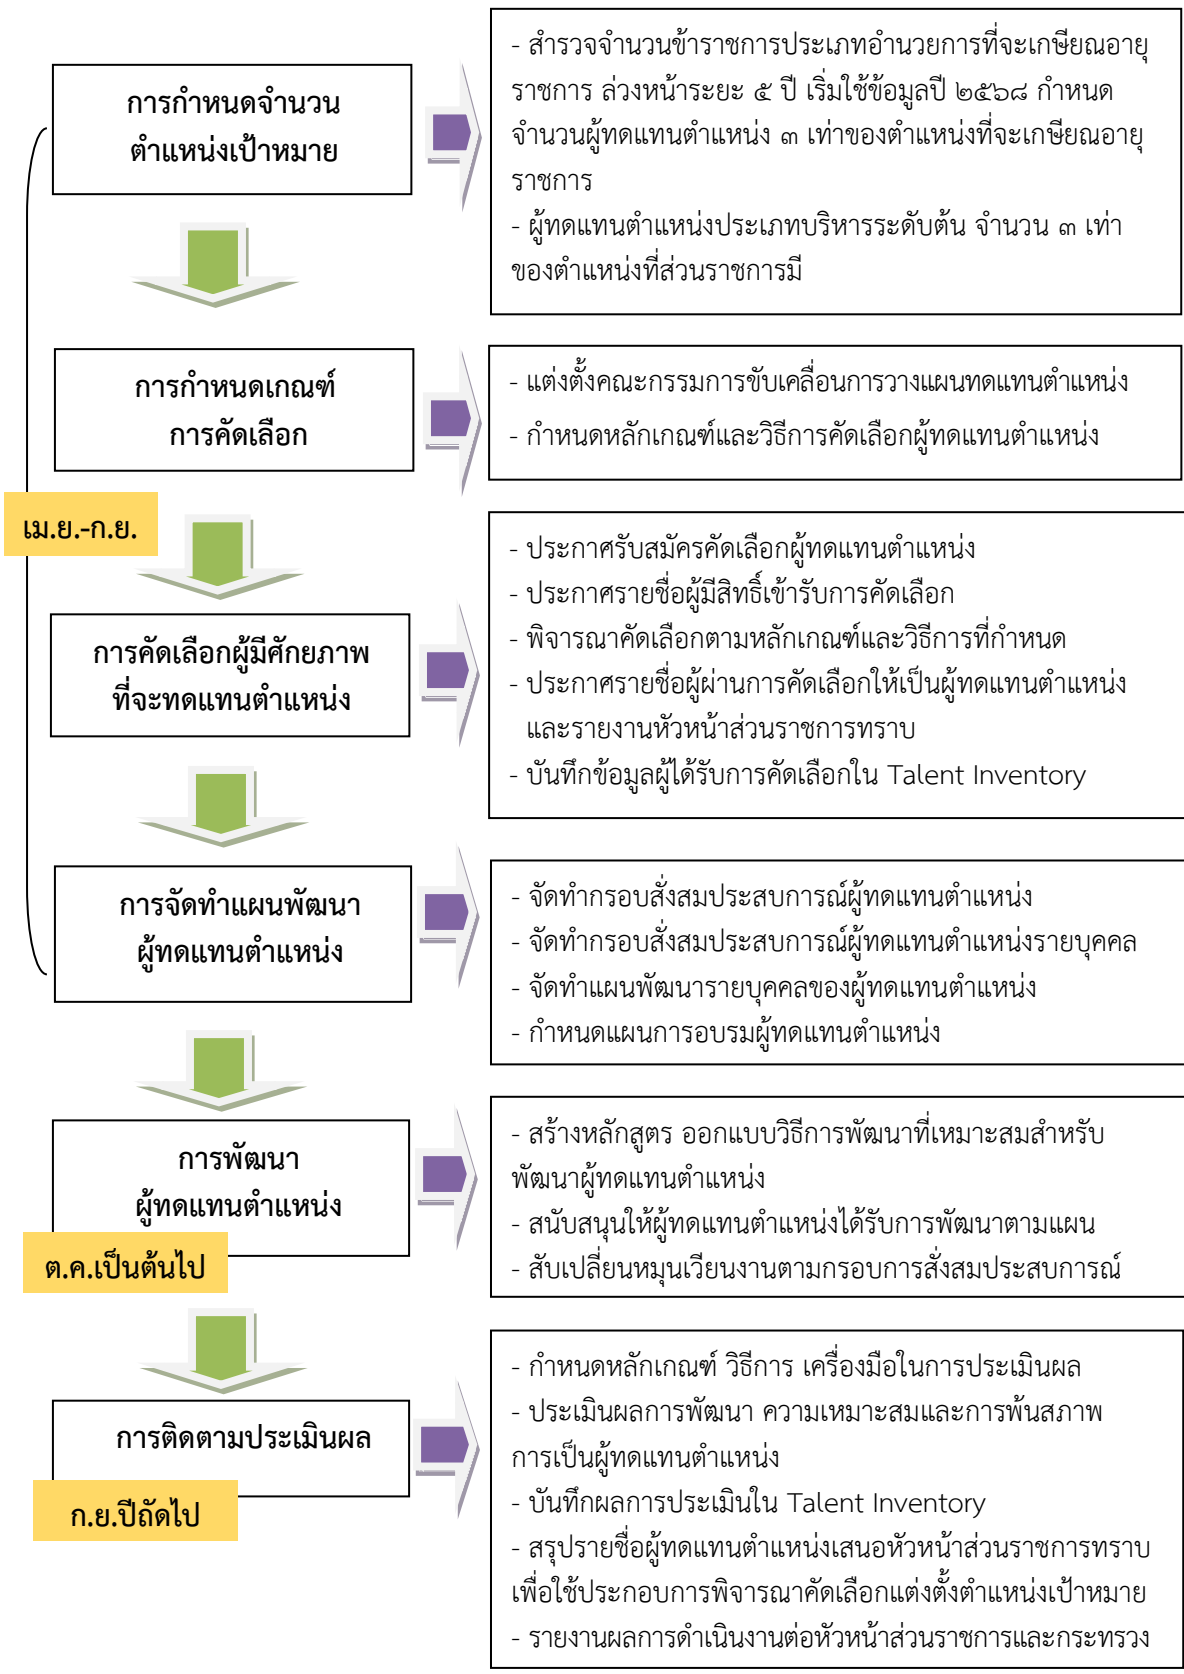 การกำหนดจำนวน
ตำแหน่งเป้าหมาย
- สำรวจจำนวนข้าราชการประเภทอำนวยการที่จะเกษียณอายุ
ราชการ ล่วงหน้าระยะ ๕ ปี เริ่มใช้ข้อมูลปี ๒๕๖๘ กำหนด
จำนวนผู้ทดแทนตำแหน่ง ๓ เท่าของตำแหน่งที่จะเกษียณอายุ
ราชการ
- ผู้ทดแทนตำแหน่งประเภทบริหารระดับต้น จำนวน ๓ เท่า
ของตำแหน่งที่ส่วนราชการมี
การกำหนดเกณฑ์
การคัดเลือก
- แต่งตั้งคณะกรรมการขับเคลื่อนการวางแผนทดแทนตำแหน่ง
- กำหนดหลักเกณฑ์และวิธีการคัดเลือกผู้ทดแทนตำแหน่ง
เม.ย.-ก.ย.
การคัดเลือกผู้มีศักยภาพ
ที่จะทดแทนตำแหน่ง
- ประกาศรับสมัครคัดเลือกผู้ทดแทนตำแหน่ง
- ประกาศรายชื่อผู้มีสิทธิ์เข้ารับการคัดเลือก
- พิจารณาคัดเลือกตามหลักเกณฑ์และวิธีการที่กำหนด
- ประกาศรายชื่อผู้ผ่านการคัดเลือกให้เป็นผู้ทดแทนตำแหน่ง
และรายงานหัวหน้าส่วนราชการทราบ
- บันทึกข้อมูลผู้ได้รับการคัดเลือกใน Talent Inventory
การจัดทำแผนพัฒนา
ผู้ทดแทนตำแหน่ง
- จัดทำกรอบสั่งสมประสบการณ์ผู้ทดแทนตำแหน่ง
- จัดทำกรอบสั่งสมประสบการณ์ผู้ทดแทนตำแหน่งรายบุคคล
- จัดทำแผนพัฒนารายบุคคลของผู้ทดแทนตำแหน่ง
- กำหนดแผนการอบรมผู้ทดแทนตำแหน่ง
การพัฒนา
ผู้ทดแทนตำแหน่ง
ต.ค.เป็นต้นไป
- สร้างหลักสูตร ออกแบบวิธีการพัฒนาที่เหมาะสมสำหรับ
พัฒนาผู้ทดแทนตำแหน่ง
- สนับสนุนให้ผู้ทดแทนตำแหน่งได้รับการพัฒนาตามแผน
- สับเปลี่ยนหมุนเวียนงานตามกรอบการสั่งสมประสบการณ์
การติดตามประเมินผล
ก.ย.ปีถัดไป
- กำหนดหลักเกณฑ์ วิธีการ เครื่องมือในการประเมินผล
- ประเมินผลการพัฒนา ความเหมาะสมและการพ้นสภาพ
การเป็นผู้ทดแทนตำแหน่ง
- บันทึกผลการประเมินใน Talent Inventory
- สรุปรายชื่อผู้ทดแทนตำแหน่งเสนอหัวหน้าส่วนราชการทราบ
เพื่อใช้ประกอบการพิจารณาคัดเลือกแต่งตั้งตำแหน่งเป้าหมาย
- รายงานผลการดำเนินงานต่อหัวหน้าส่วนราชการและกระทรวง